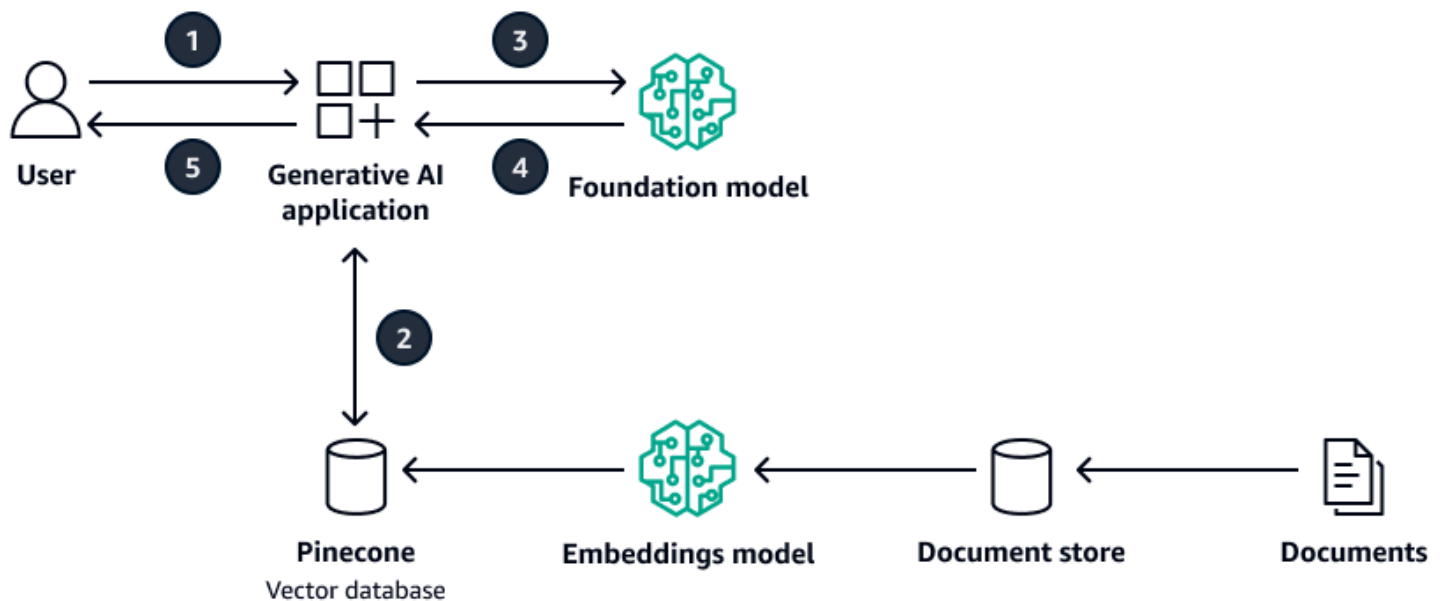 1
3
5
4
User
Generative AI
application
Foundation model
2
Pinecone
Vector database
Embeddings model
Document store
Documents